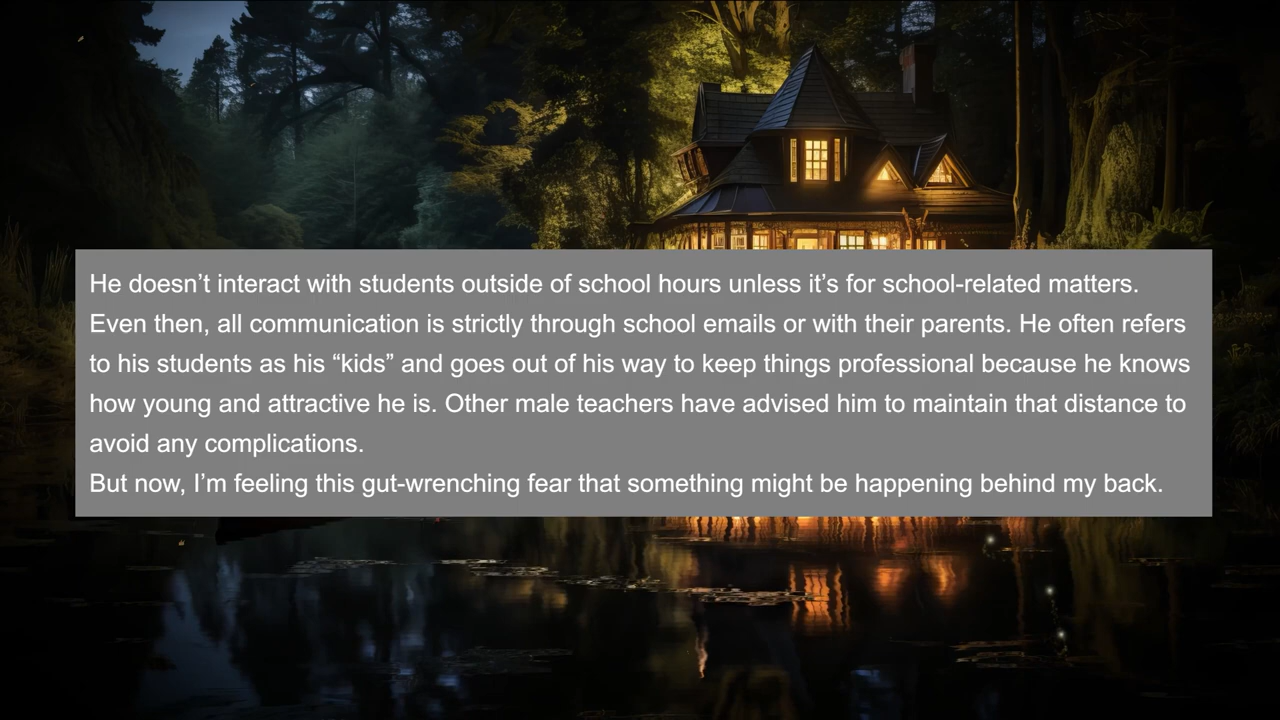 He doesn’t interact with students outside of school hours unless it’s for school-related matters.
Even then, all communication is strictly through school emails or with their parents. He often refers
to his students as his “kids” and goes out of his way to keep things professional because he knows
how young and attractive he is. Other male teachers have advised him to maintain that distance to
avoid any complications.
But now, I’m feeling this gut-wrenching fear that something might be happening behind my back.